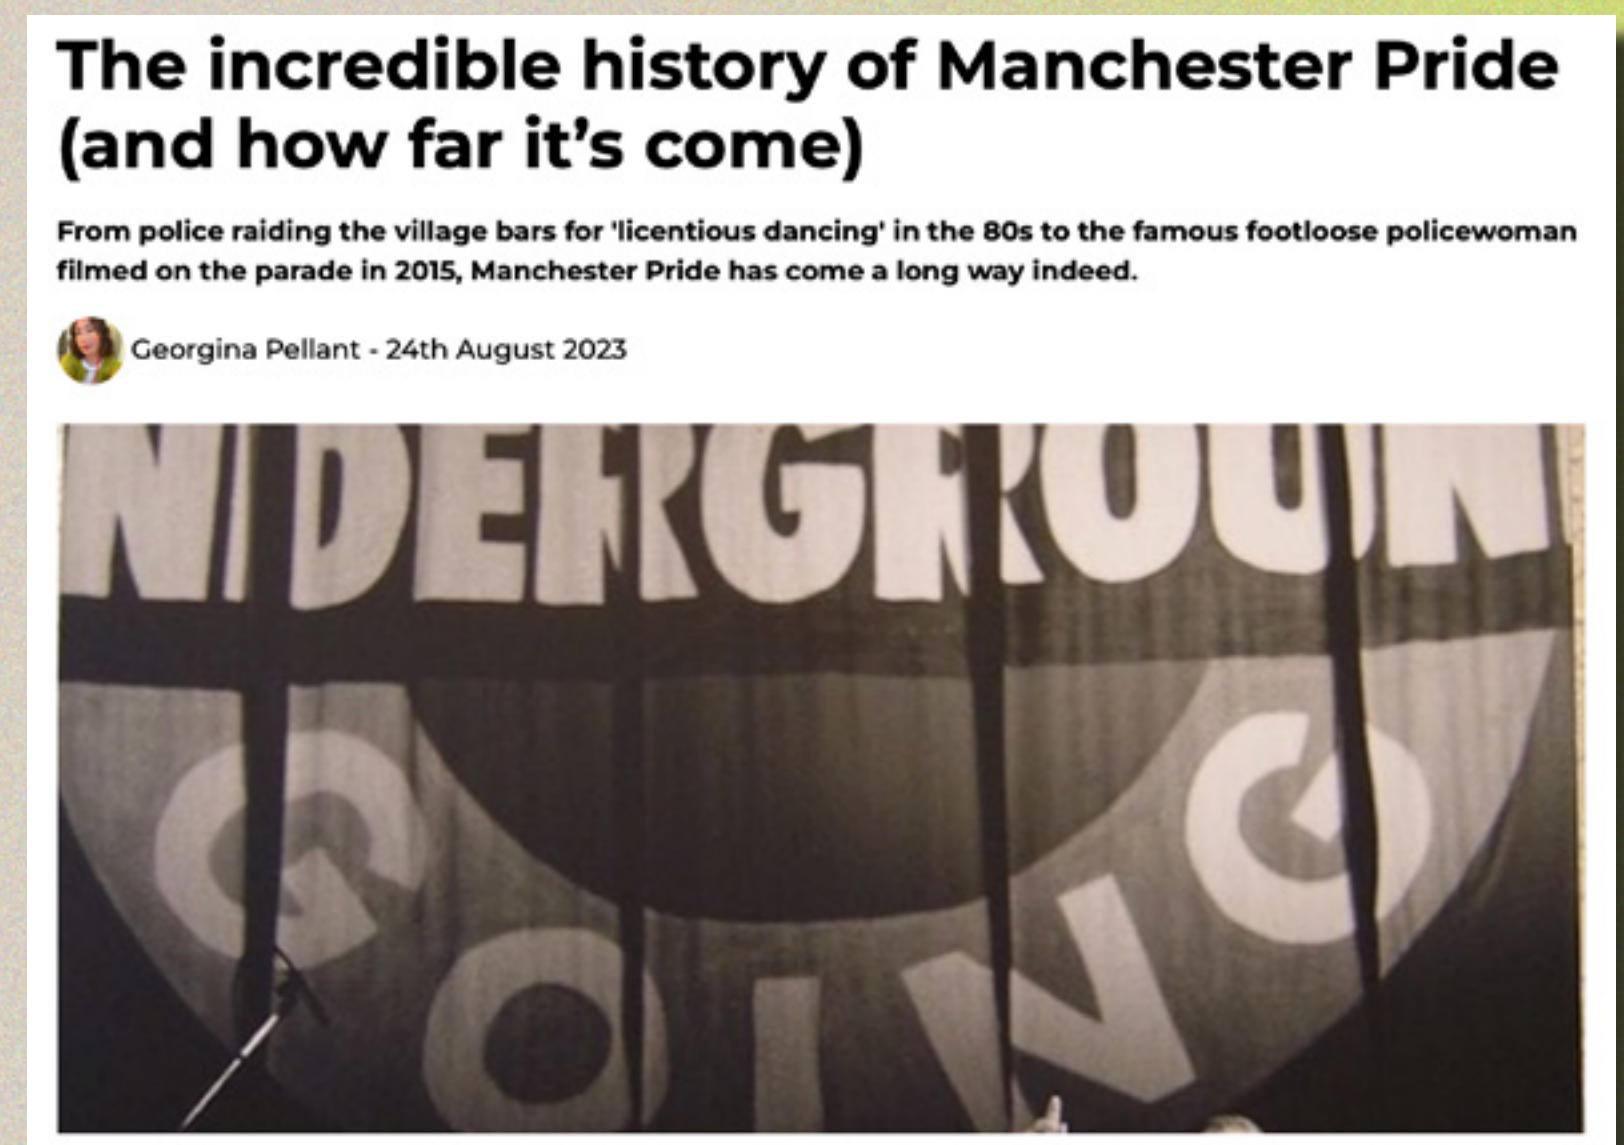 The incredible history of Manchester Pride
(and how far it’s come)
From police raiding the village bars for 'licentious dancing' in the 80s to the famous footloose policewoman
filmed on the parade in 2015, Manchester Pride has come a long way indeed.
Georgina Pellant - 24th August 2023
NDERGROUN
GOING